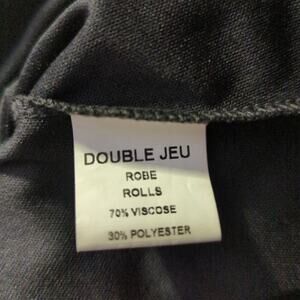 DOUBLE JEU
ROBE
ROLLS
70% VISCOSE
30% POLYESTER